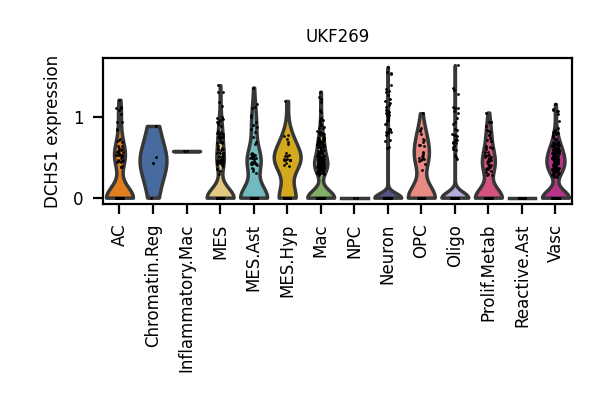 UKF269
DCHS1 expression
1
0
AC
Chromatin.Reg
Inflammatory.Mac
MES
MES.Ast
MES.Hyp
Mac
NPC
Neuron
OPC
Oligo
Prolif.Metab
Reactive.Ast
Vasc